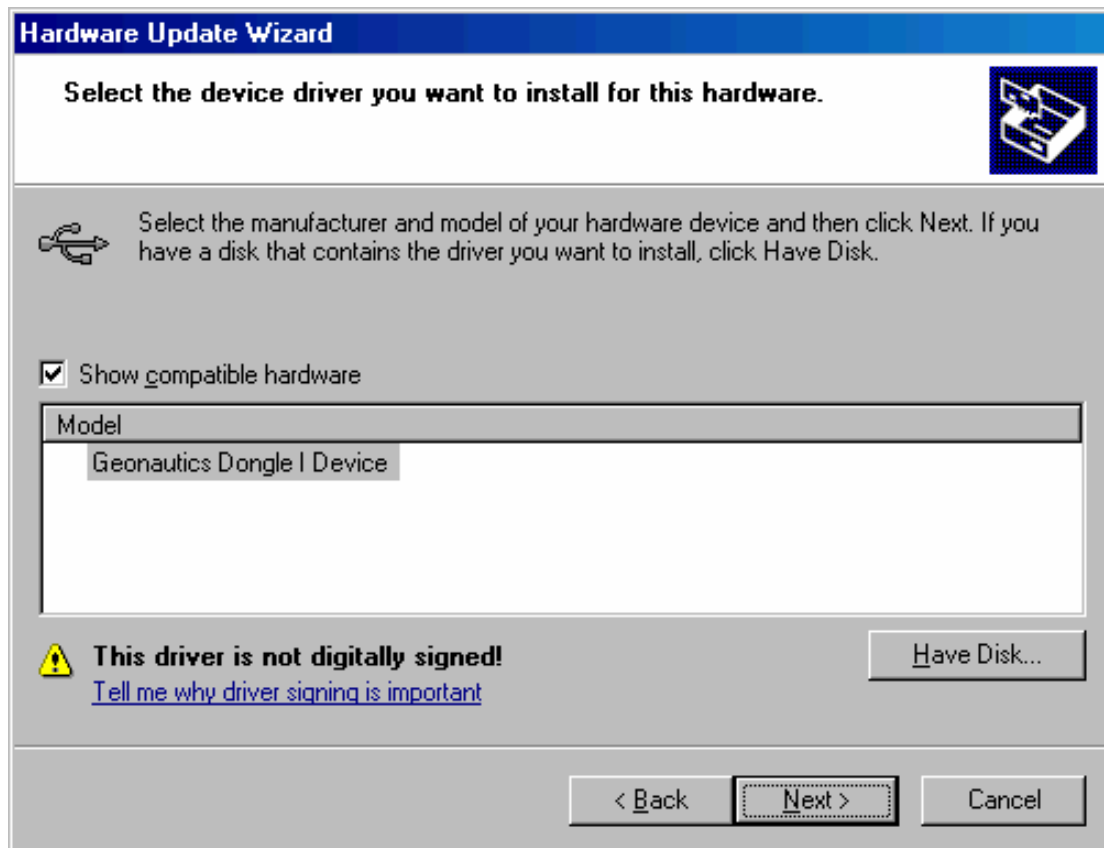 Hardware Update Wizard
Select the device driver you want to install for this hardware.
Select the manufacturer and model of your hardware device and then click Next. If you
have a disk that contains the driver you want to install, click Have Disk.
Show compatible hardware
Model
Geonautics Dongle I Device
This driver is not digitally signed!
Have Disk...
Tell me why driver signing is important
< Back
Next >
Cancel